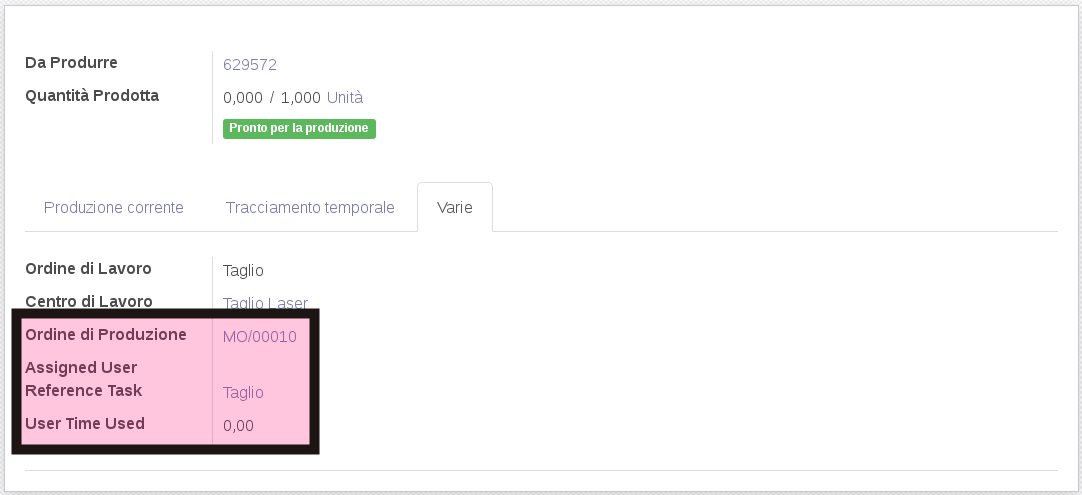 Da Produrre 629572
Quantità Prodotta 0,000 / 1,000 Unità
Pronto per la produzione
Produzione corrente Tracciamento temporale Varie
Ordine di Lavoro Taglio
Centro di Lavoro Taglio Laser
Ordine di Produzione MO/00010
Assigned User
Reference Task Taglio
User Time Used 0,00